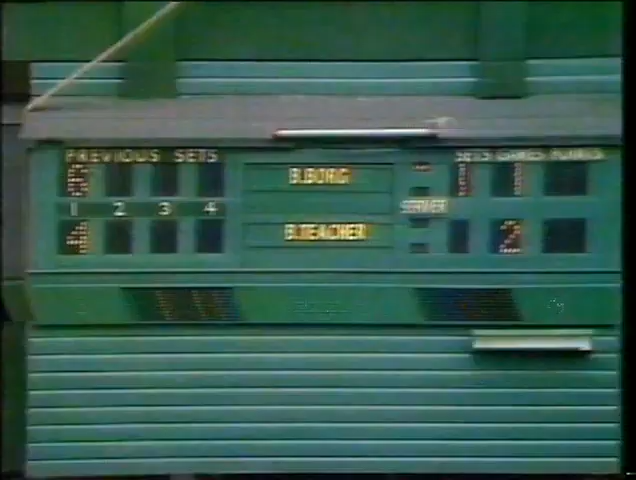 PREVIOUS SETS
SETS GAMES POINTS
6 B.BORG 1 1
1 2 3 4 SERVER
4 B.TEACHER 2